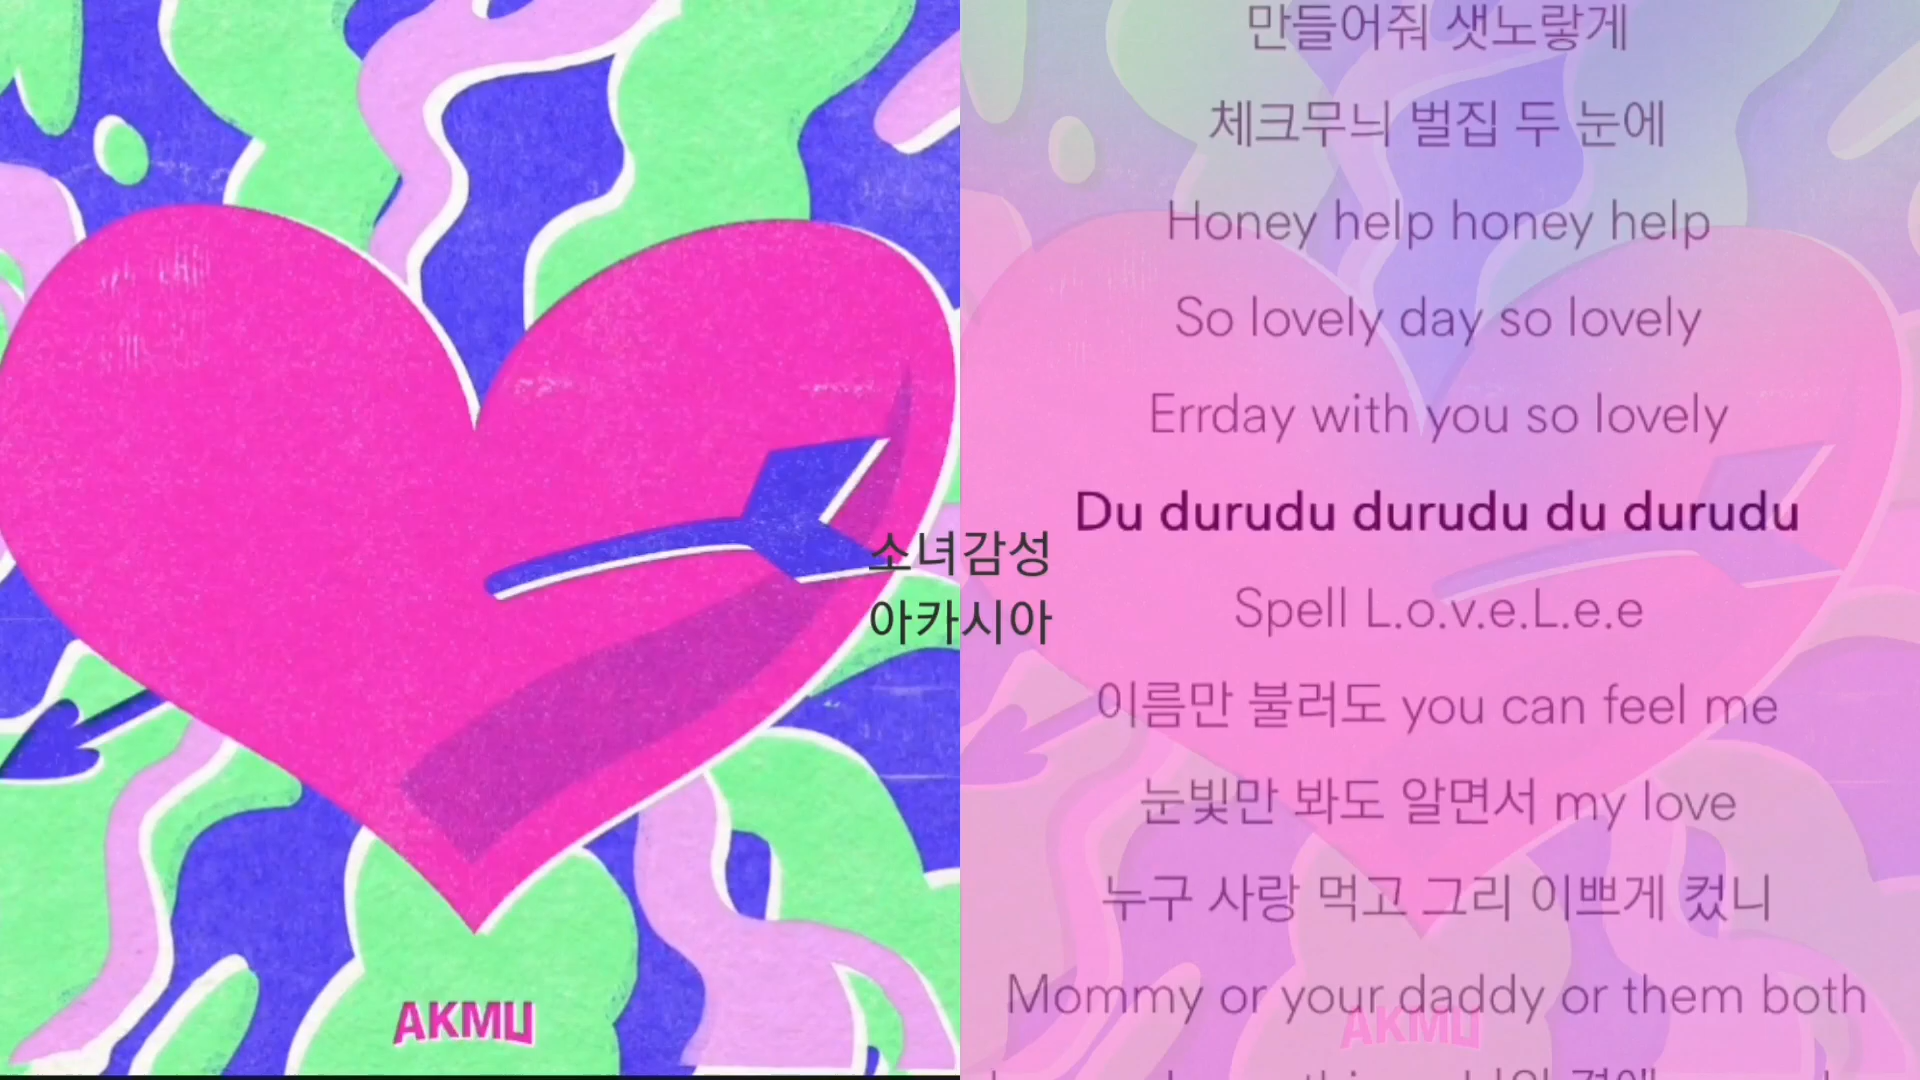 AKMU
소녀감성
아카시아
만들어줘 샛노랗게
체크무늬 벌집 두 눈에
Honey help honey help
So lovely day so lovely
Errday with you so lovely
Du durudu durudu du durudu
Spell L.o.v.e.L.e.e
이름만 불러도 you can feel me
눈빛만 봐도 알면서 my love
누구 사랑 먹고 그리 이쁘게 컸니
Mommy or your daddy or them both
AKMU